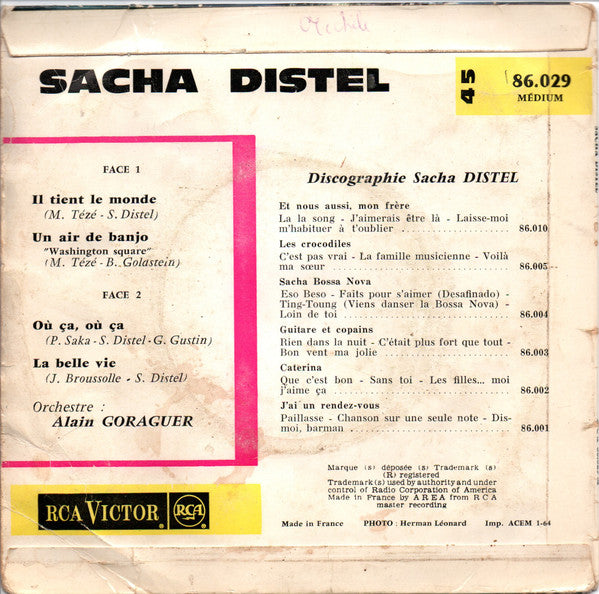 SACHA DISTEL
45
86.029
MÉDIUM
FACE 1
Il tient le monde
(M. Tézé - S. Distel)
Un air de banjo
"Washington square"
(M. Tézé - B. Goldstein)
FACE 2
Où ça, où ça
(P. Saka - S. Distel - G. Gustin)
La belle vie
(J. Broussolle - S. Distel)
Orchestre :
Alain GORAGUER
Discographie Sacha DISTEL
Et nous aussi, mon frère
La la song - J'aimerais être là - Laisse-moi
m'habituer à t'oublier . . . . . . . . . . . . . . . . . . 86.010
Les crocodiles
C'est pas vrai - La famille musicienne - Voilà
ma sœur . . . . . . . . . . . . . . . . . . . . . . . . . . . . 86.005
Sacha Bossa Nova
Eso Beso - Faits pour s'aimer (Desafinado) -
Ting-Toung (Viens danser la Bossa Nova) -
Loin de toi . . . . . . . . . . . . . . . . . . . . . . . . . . 86.004
Guitare et copains
Rien dans la nuit - C'était plus fort que tout -
Bon vent ma jolie . . . . . . . . . . . . . . . . . . . . . 86.003
Caterina
Que c'est bon - Sans toi - Les filles... moi
j'aime ça . . . . . . . . . . . . . . . . . . . . . . . . . . . . 86.002
J'ai un rendez-vous
Paillasse - Chanson sur une seule note - Dis-
moi, barman . . . . . . . . . . . . . . . . . . . . . . . . . 86.001
Marque (s) déposée (s) Trademark (s)
(R) registered
Trademark(s) used by authority and under
control of Radio Corporation of America
Made in France by AREA from RCA
master recording
RCA VICTOR
RCA
Made in France PHOTO : Herman Léonard Imp. ACEM 1-64